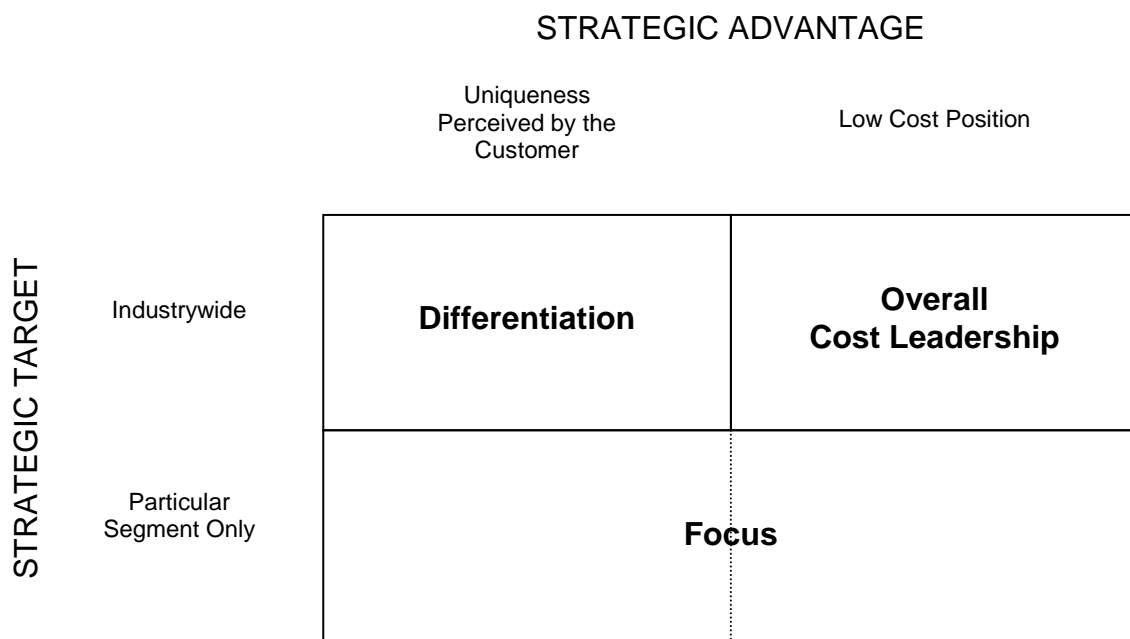 STRATEGIC ADVANTAGE
Uniqueness
Perceived by the
Customer
Low Cost Position
STRATEGIC TARGET
Industrywide
Differentiation
Overall
Cost Leadership
Particular
Segment Only
Focus